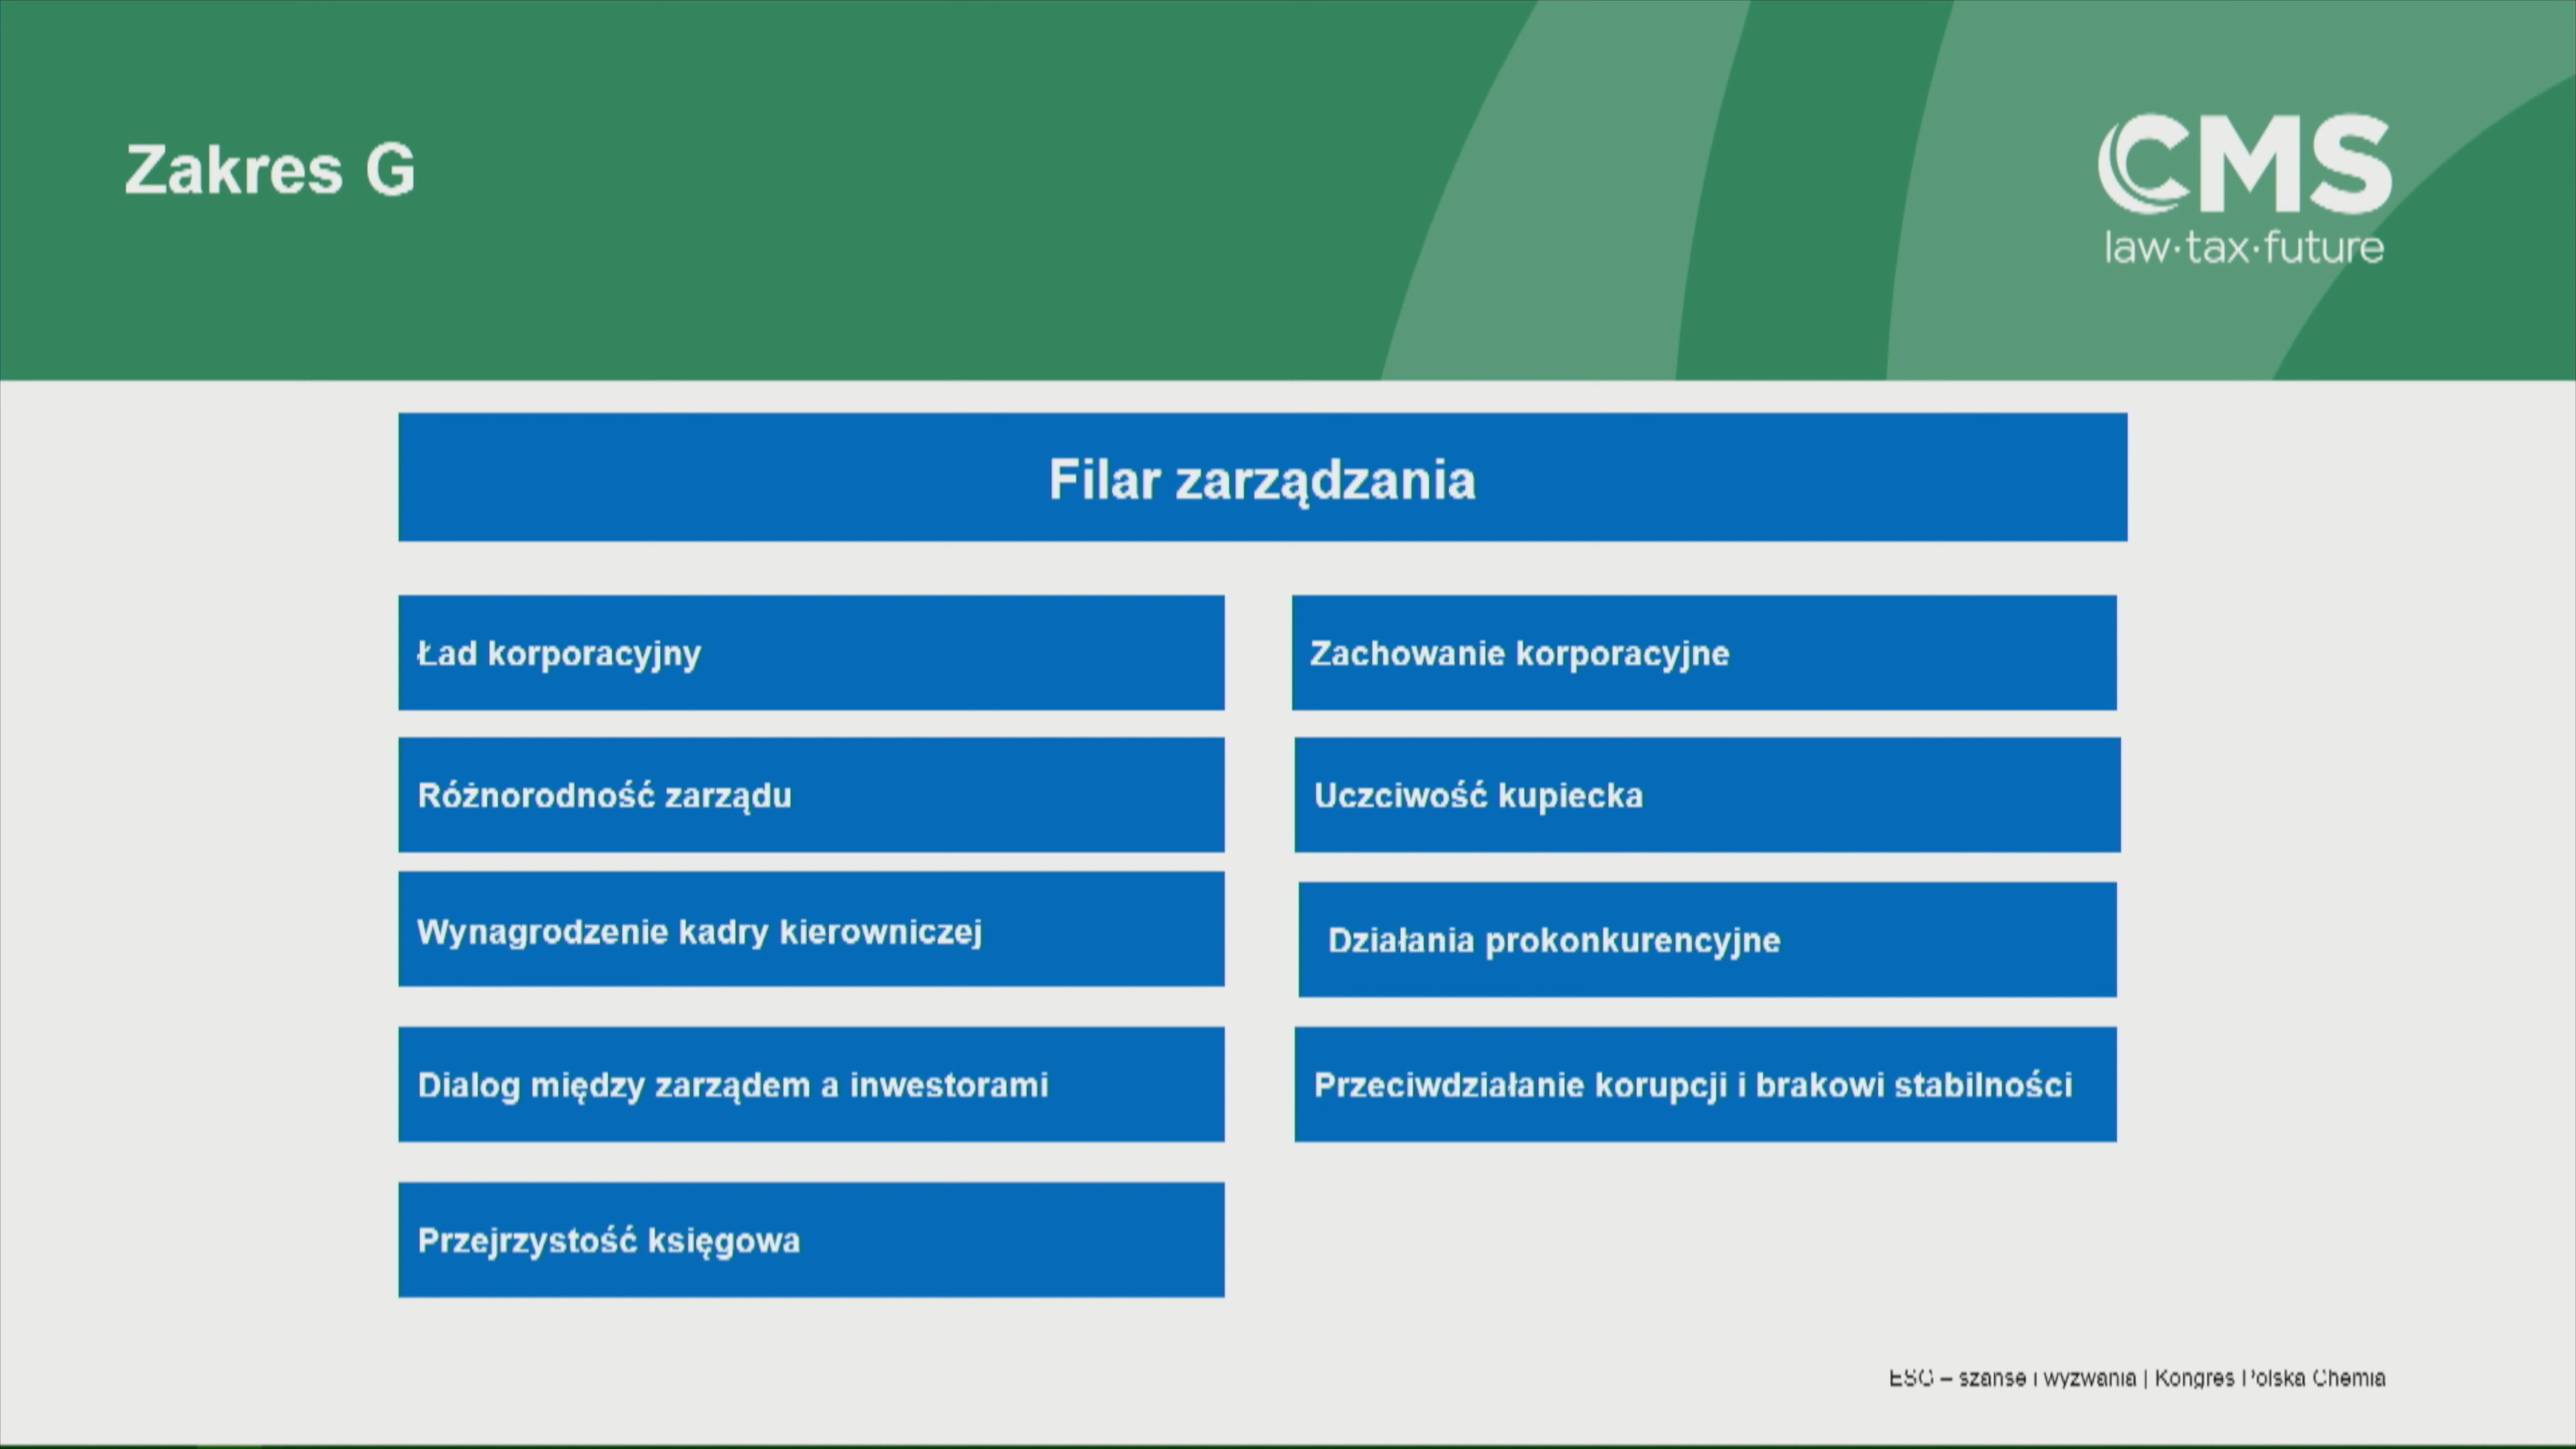 Zakres G
CMS
law·tax·future
Filar zarządzania
Ład korporacyjny
Różnorodność zarządu
Wynagrodzenie kadry kierowniczej
Dialog między zarządem a inwestorami
Przejrzystość księgowa
Zachowanie korporacyjne
Uczciwość kupiecka
Działania prokonkurencyjne
Przeciwdziałanie korupcji i brakowi stabilności
ESG – szanse i wyzwania | Kongres Polska Chemia